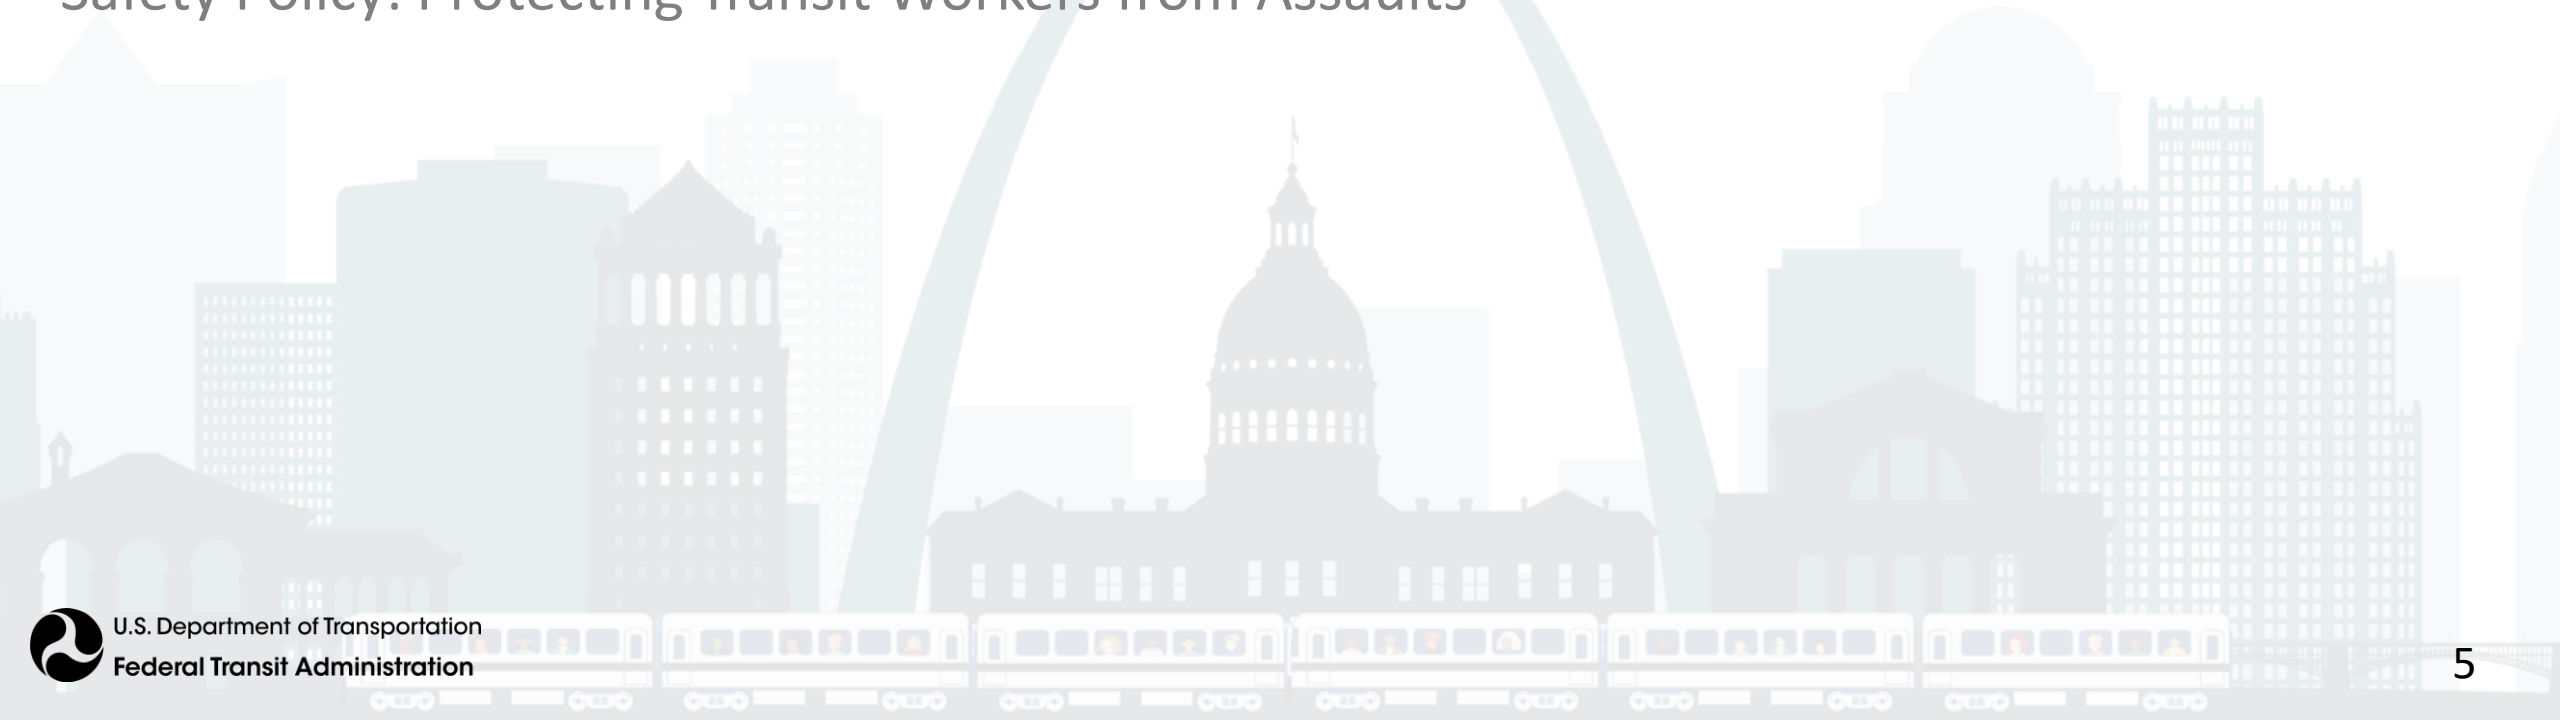 Safety Policy: Protecting Transit Workers from Assaults
U.S. Department of Transportation
Federal Transit Administration
5